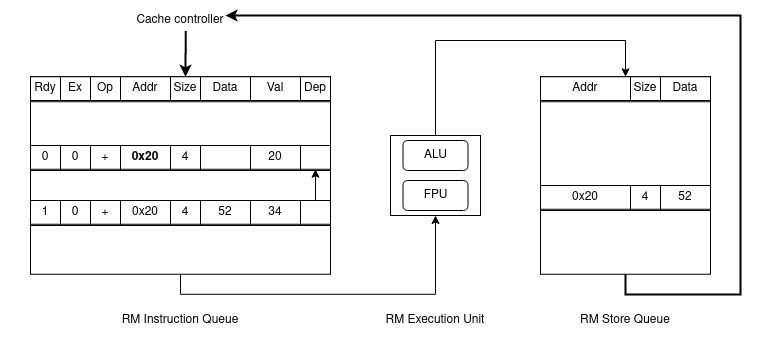 Cache controller
Rdy Ex Op Addr Size Data Val Dep
0 0 + 0x20 4 20
1 0 + 0x20 4 52 34
RM Instruction Queue
ALU
FPU
RM Execution Unit
Addr Size Data
0x20 4 52
RM Store Queue